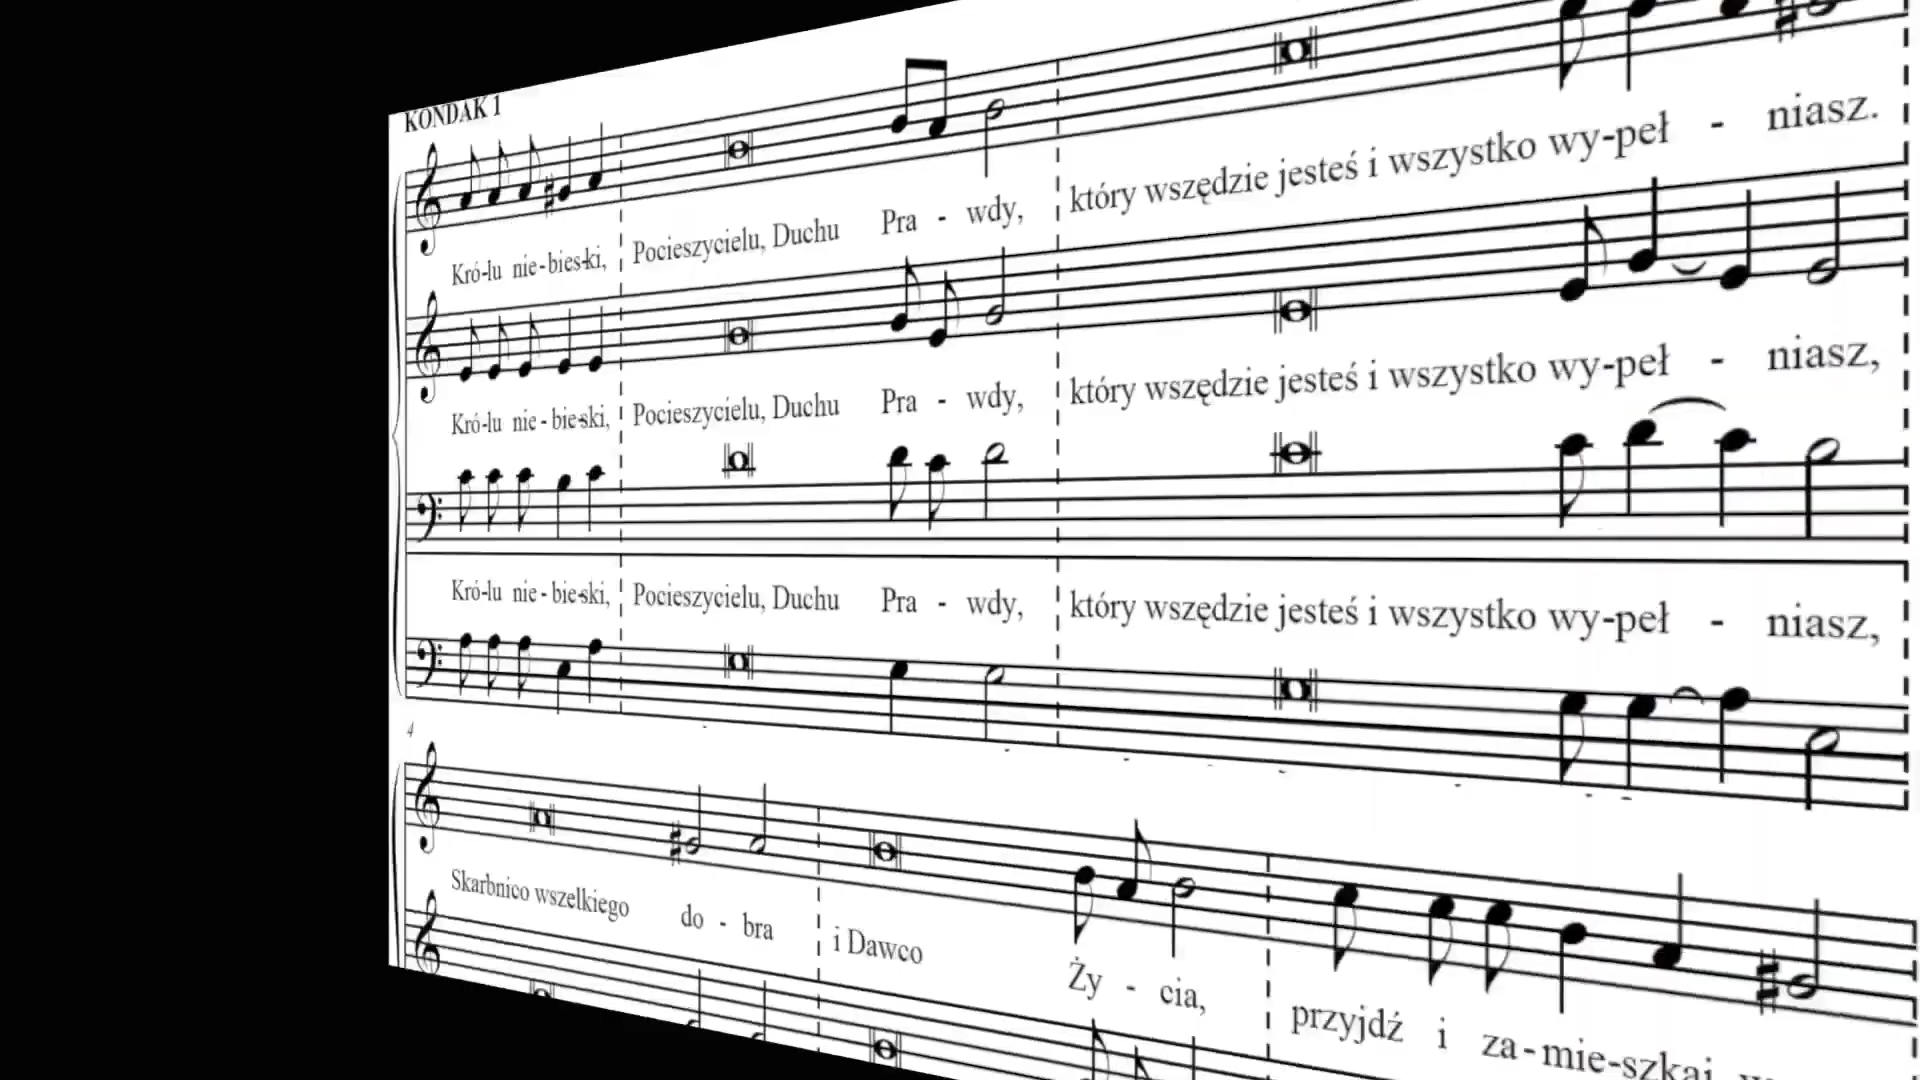 KONDAK 1
Kró-lu nie-bies-ki, Pocieszycielu, Duchu Pra - wdy, który wszędzie jesteś i wszystko wy-peł - niasz.
Kró-lu nie-bie-ski, Pocieszycielu, Duchu Pra - wdy, który wszędzie jesteś i wszystko wy-peł - niasz,
Kró-lu nie-bie-ski, Pocieszycielu, Duchu Pra - wdy, który wszędzie jesteś i wszystko wy-peł - niasz,
4
Skarbnico wszelkiego do - bra i Dawco Ży - cia, przyjdź i za-mie-szkaj